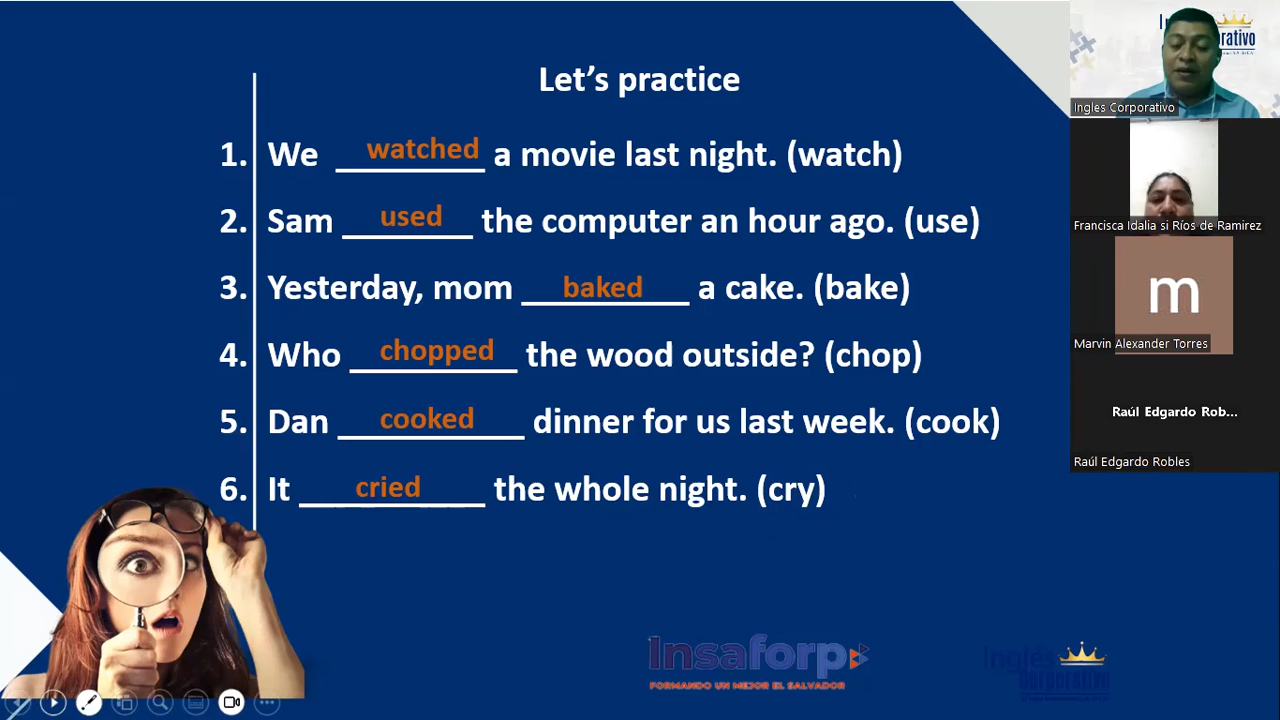 Let's practice
1. We watched a movie last night. (watch)
2. Sam used the computer an hour ago. (use)
3. Yesterday, mom baked a cake. (bake)
4. Who chopped the wood outside? (chop)
5. Dan cooked dinner for us last week. (cook)
6. It cried the whole night. (cry)
Insaforp
FORMANDO UN MEJOR EL SALVADOR
Inglés
Corporativo
Ingles Corporativo
Francisca Idalia si Ríos de Ramirez
m
Marvin Alexander Torres
Raúl Edgardo Rob...
Raúl Edgardo Robles